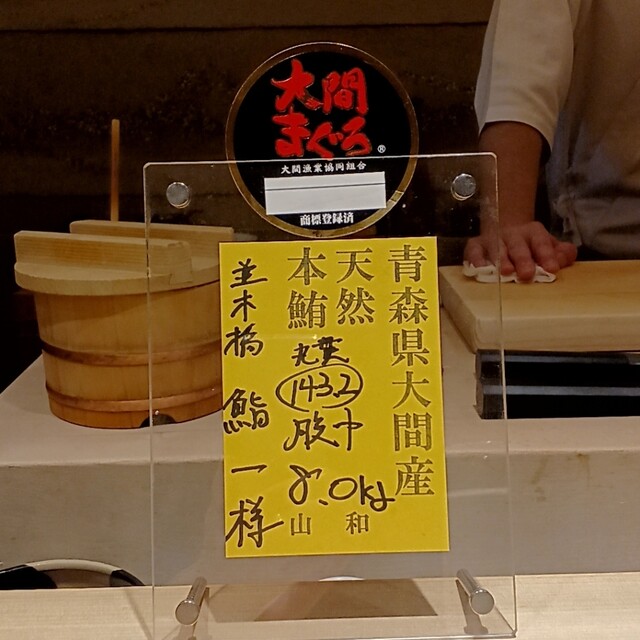 大間
まぐろ®
大間漁業協同組合
商標登録済
青森県大間産
天然
本鮪
143.2
腹中
8.0kg
山和
並木橋 鮨一様